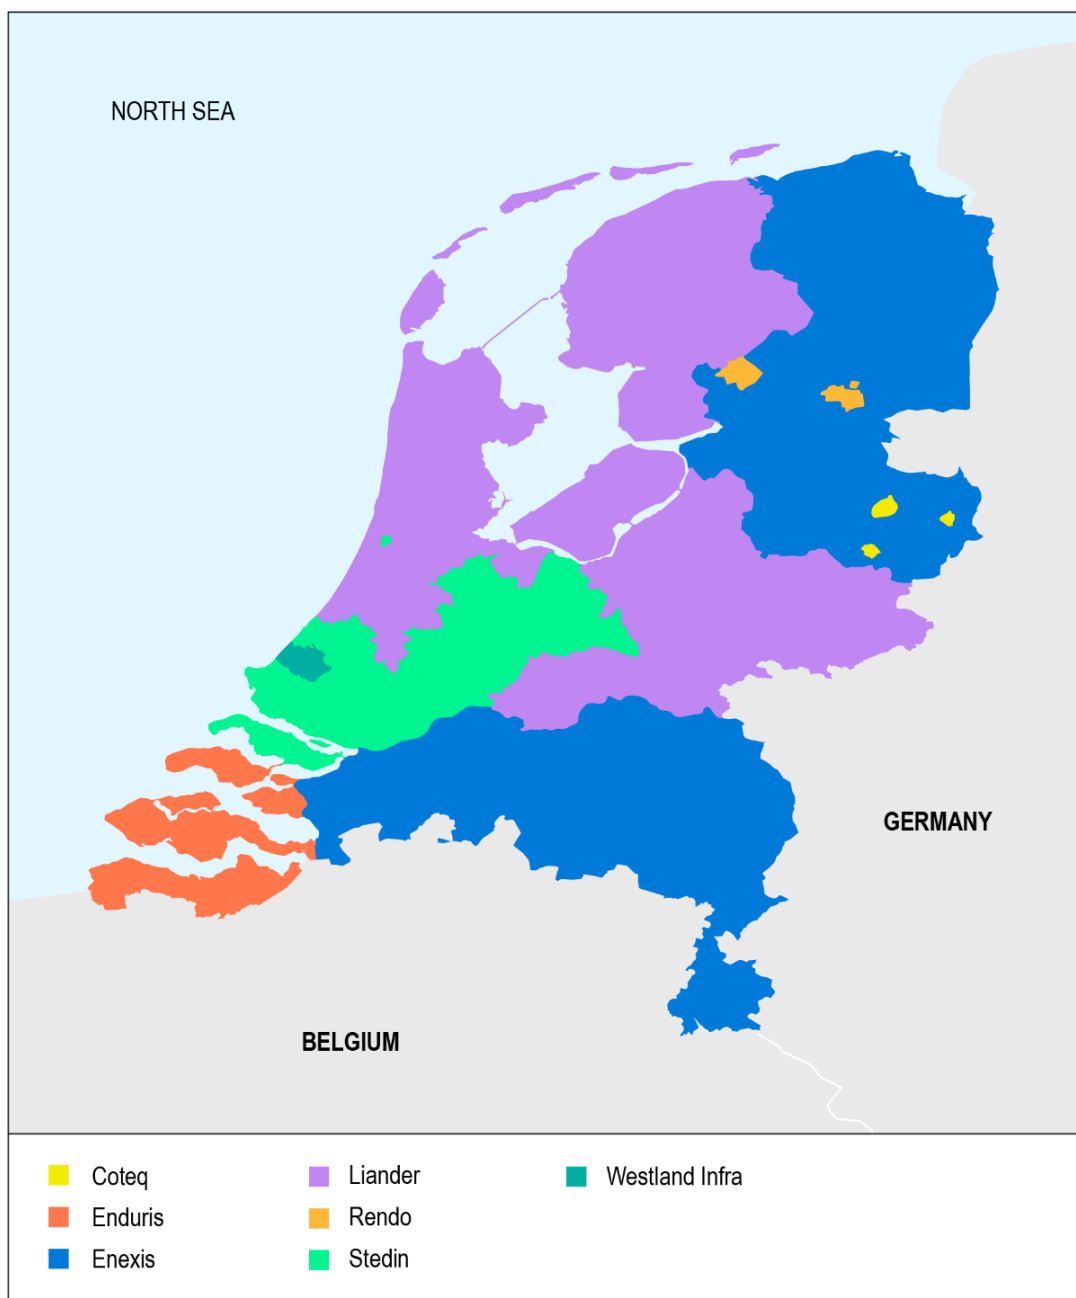 NORTH SEA
GERMANY
BELGIUM
Coteq
Liander
Westland Infra
Enduris
Rendo
Enexis
Stedin